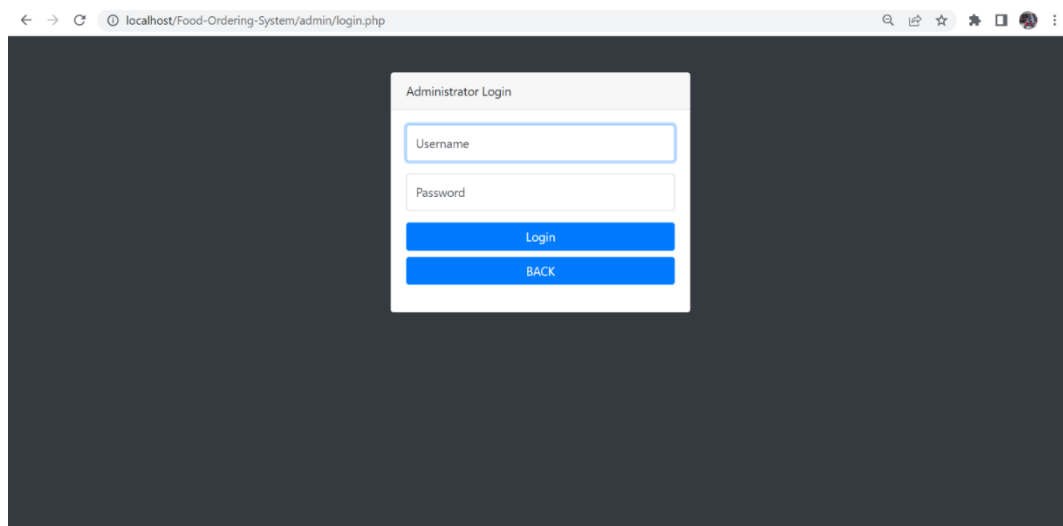 localhost/Food-Ordering-System/admin/login.php
Administrator Login
Username
Password
Login
BACK